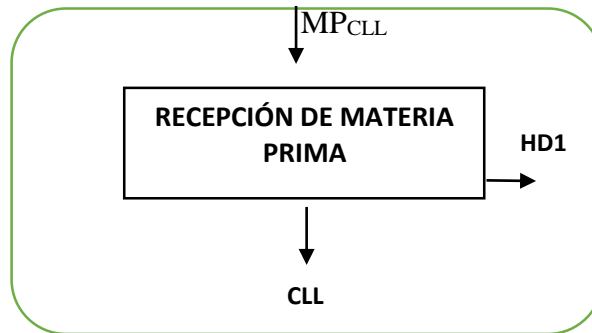 MPCLL
RECEPCIÓN DE MATERIA
PRIMA
HD1
CLL